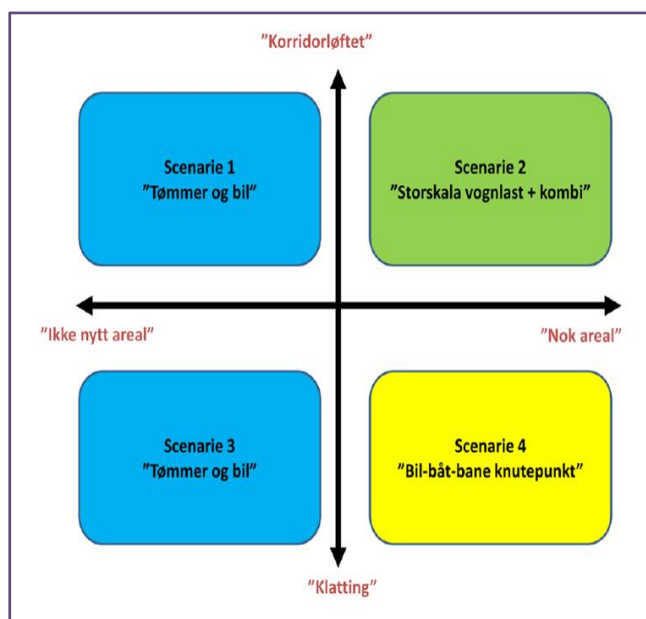 ”Korridorløftet”
Scenarie 1
”Tømmer og bil”
Scenarie 2
”Storskala vognlast + kombi”
”Ikke nytt areal”
”Nok areal”
Scenarie 3
”Tømmer og bil”
Scenarie 4
”Bil-båt-bane knutepunkt”
”Klatting”